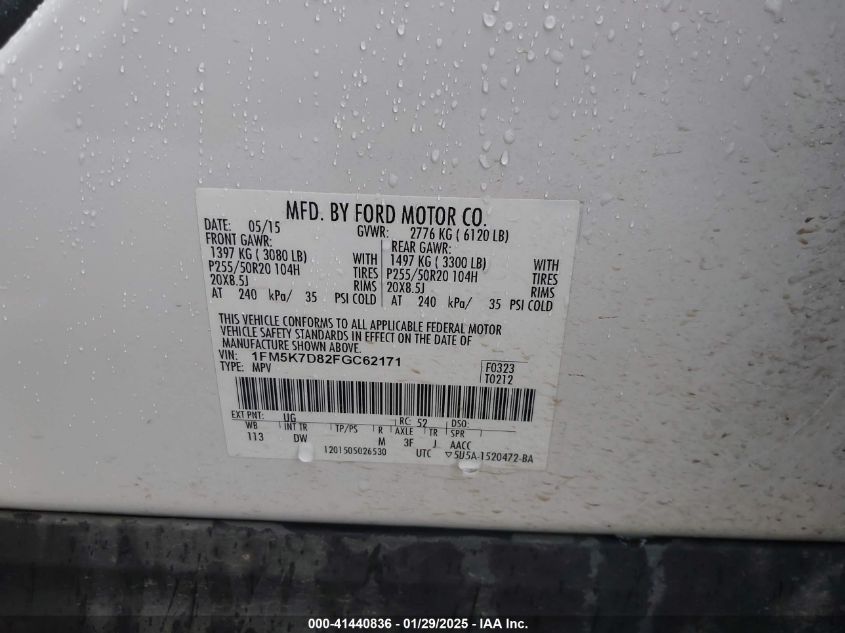 MFD. BY FORD MOTOR CO.
DATE: 05/15 GVWR: 2776 KG ( 6120 LB)
FRONT GAWR: REAR GAWR:
1397 KG ( 3080 LB) WITH 1497 KG ( 3300 LB) WITH
P255/50R20 104H TIRES P255/50R20 104H TIRES
20X8.5J RIMS 20X8.5J RIMS
AT 240 kPa/ 35 PSI COLD AT 240 kPa/ 35 PSI COLD
THIS VEHICLE CONFORMS TO ALL APPLICABLE FEDERAL MOTOR
VEHICLE SAFETY STANDARDS IN EFFECT ON THE DATE OF
MANUFACTURE SHOWN ABOVE.
VIN: 1FM5K7D82FGC62171
TYPE: MPV
F0323
T0212
EXT PNT: UG RC: 52 DSO:
WB INT TR TP/PS R AXLE TR SPR
113 DW M 3F J AACC
1201505026530 UTC ▽5U5A-1520472-BA
000-41440836 - 01/29/2025 - IAA Inc.